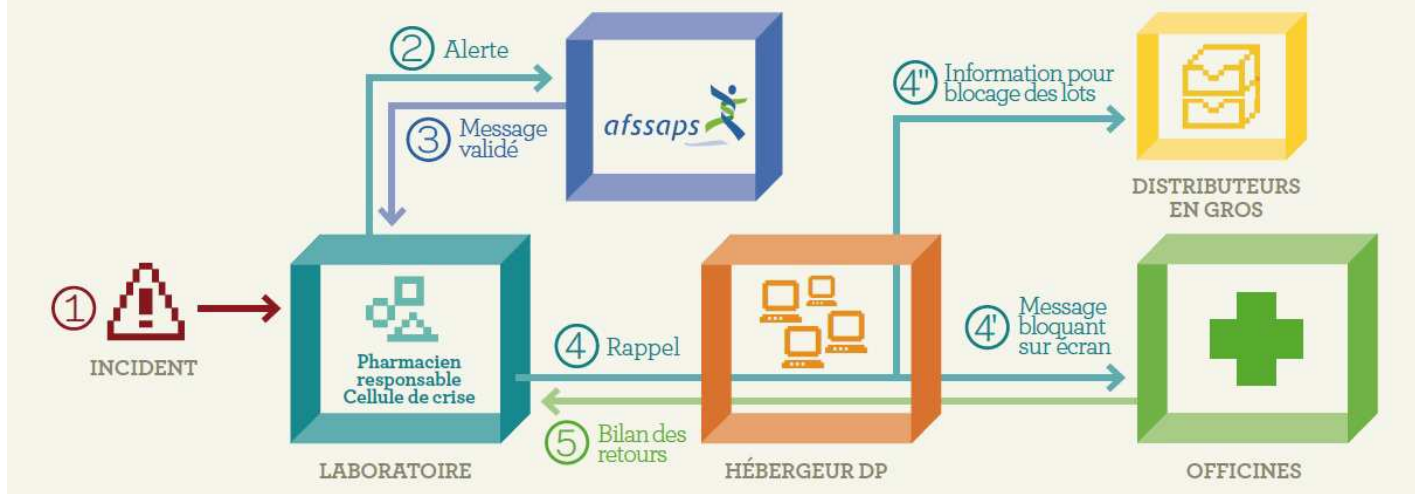 2 Alerte
3 Message
validé
afssaps
4" Information pour
blocage des lots
DISTRIBUTEURS
EN GROS
1
INCIDENT
Pharmacien
responsable
Cellule de crise
LABORATOIRE
4 Rappel
5 Bilan des
retours
HÉBERGEUR DP
4' Message
bloquant
sur écran
OFFICINES